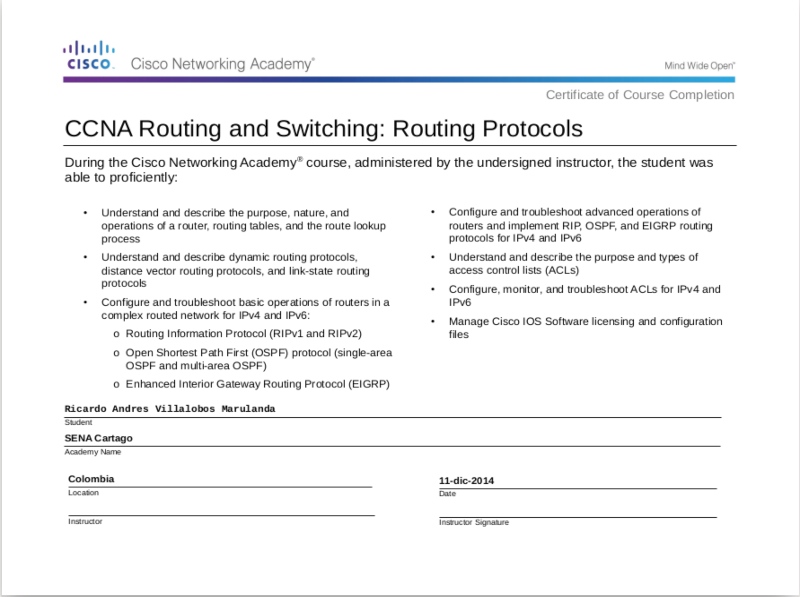 CISCO. Cisco Networking Academy®
Mind Wide Open®
Certificate of Course Completion
CCNA Routing and Switching: Routing Protocols
During the Cisco Networking Academy® course, administered by the undersigned instructor, the student was
able to proficiently:
• Understand and describe the purpose, nature, and
operations of a router, routing tables, and the route lookup
process
• Understand and describe dynamic routing protocols,
distance vector routing protocols, and link-state routing
protocols
• Configure and troubleshoot basic operations of routers in a
complex routed network for IPv4 and IPv6:
o Routing Information Protocol (RIPv1 and RIPv2)
o Open Shortest Path First (OSPF) protocol (single-area
OSPF and multi-area OSPF)
o Enhanced Interior Gateway Routing Protocol (EIGRP)
• Configure and troubleshoot advanced operations of
routers and implement RIP, OSPF, and EIGRP routing
protocols for IPv4 and IPv6
• Understand and describe the purpose and types of
access control lists (ACLs)
• Configure, monitor, and troubleshoot ACLs for IPv4 and
IPv6
• Manage Cisco IOS Software licensing and configuration
files
Ricardo Andres Villalobos Marulanda
Student
SENA Cartago
Academy Name
Colombia
Location
11-dic-2014
Date
Instructor
Instructor Signature